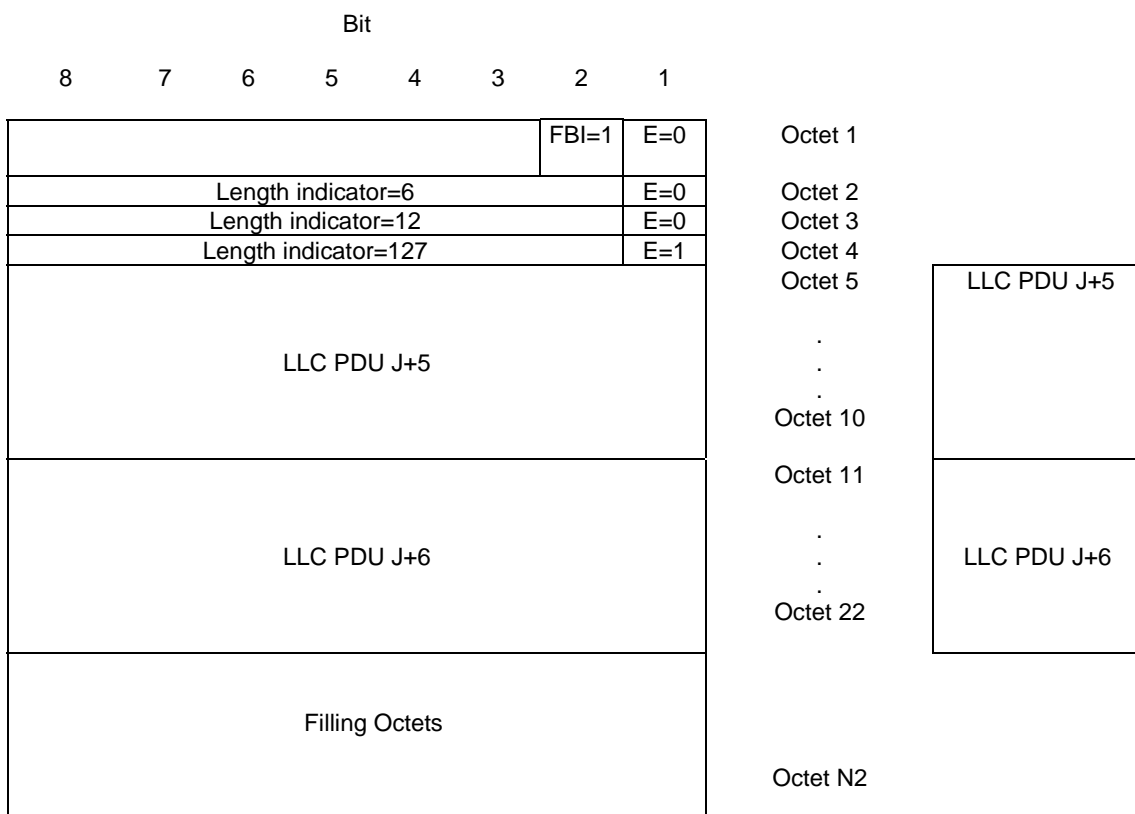 Bit
8 7 6 5 4 3 2 1
FBI=1 E=0 Octet 1
Length indicator=6 E=0 Octet 2
Length indicator=12 E=0 Octet 3
Length indicator=127 E=1 Octet 4
Octet 5 LLC PDU J+5
.
LLC PDU J+5 .
.
Octet 10
Octet 11
.
LLC PDU J+6 . LLC PDU J+6
.
Octet 22
Filling Octets
Octet N2